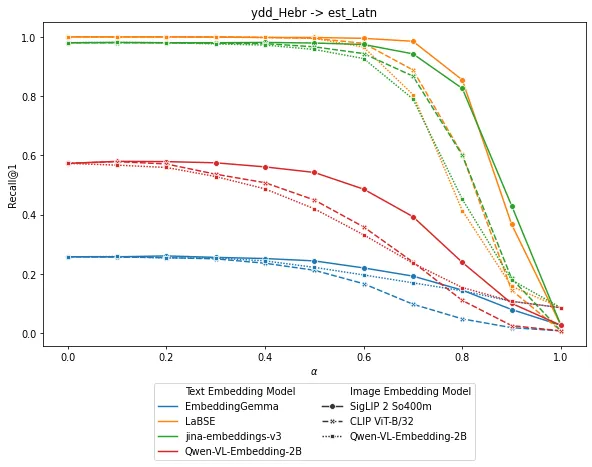 ydd_Hebr -> est_Latn
Recall@1
1.0
0.8
0.6
0.4
0.2
0.0
0.0 0.2 0.4 0.6 0.8 1.0
α
Text Embedding Model
EmbeddingGemma
LaBSE
jina-embeddings-v3
Qwen-VL-Embedding-2B
Image Embedding Model
SigLIP 2 So400m
CLIP ViT-B/32
Qwen-VL-Embedding-2B